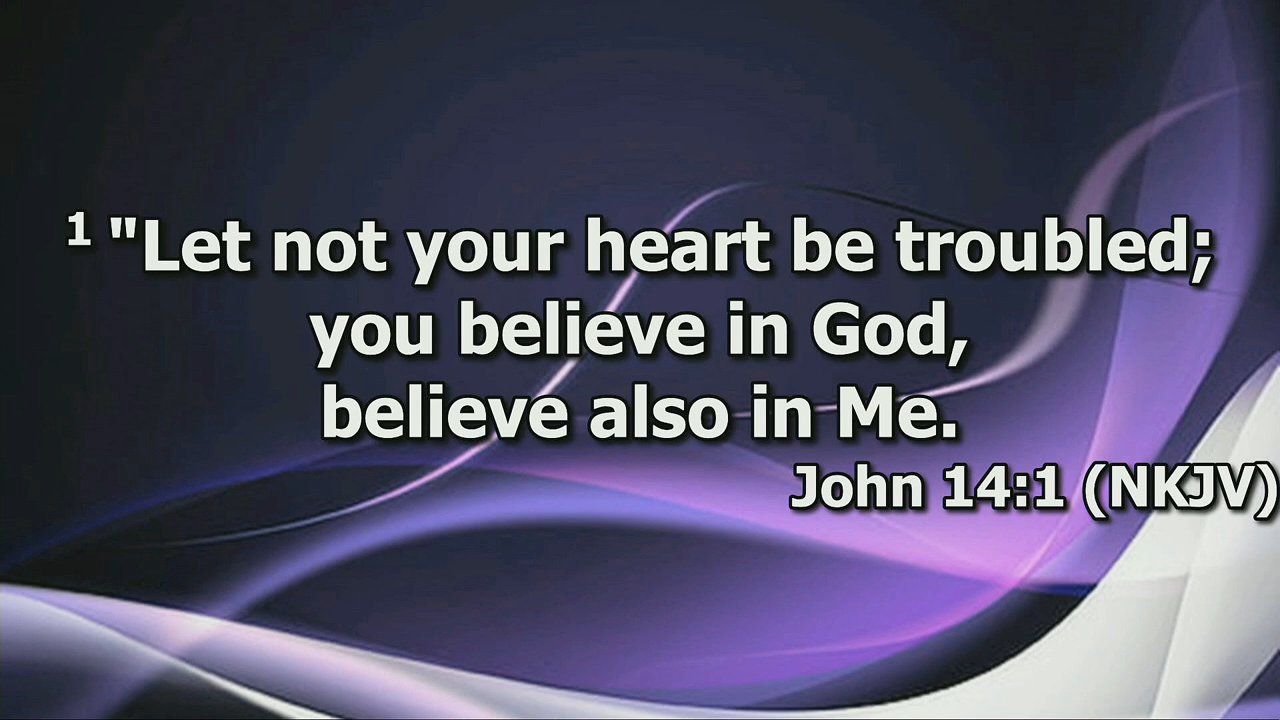 1 "Let not your heart be troubled;
you believe in God,
believe also in Me.
John 14:1 (NKJV)